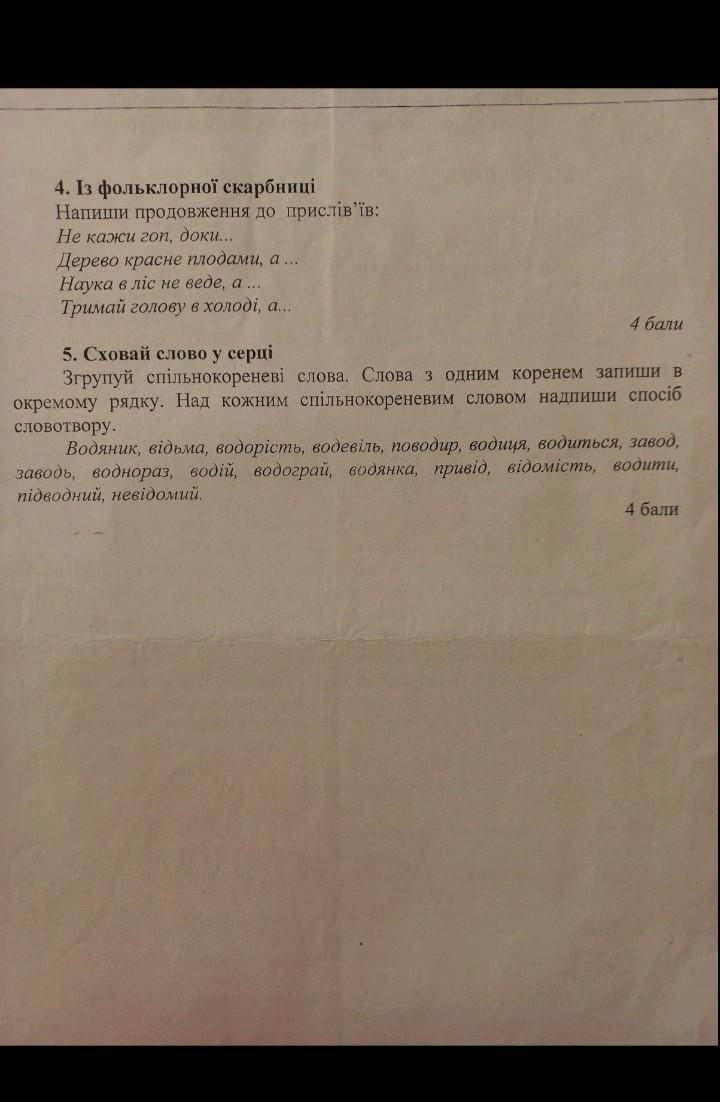 4. Із фольклорної скарбниці
Напиши продовження до прислів'їв:
Не кажи гоп, доки...
Дерево красне плодами, а ...
Наука в ліс не веде, а ...
Тримай голову в холоді, а...
4 бали
5. Сховай слово у серці
Згрупуй спільнокореневі слова. Слова з одним коренем запиши в
окремому рядку. Над кожним спільнокореневим словом надпиши спосіб
словотвору.
Водяник, відьма, водорість, водевіль, поводир, водиця, водиться, завод,
заводь, воднораз, водій, водограй, водянка, привід, відомість, водити,
підводний, невідомий.
4 бали